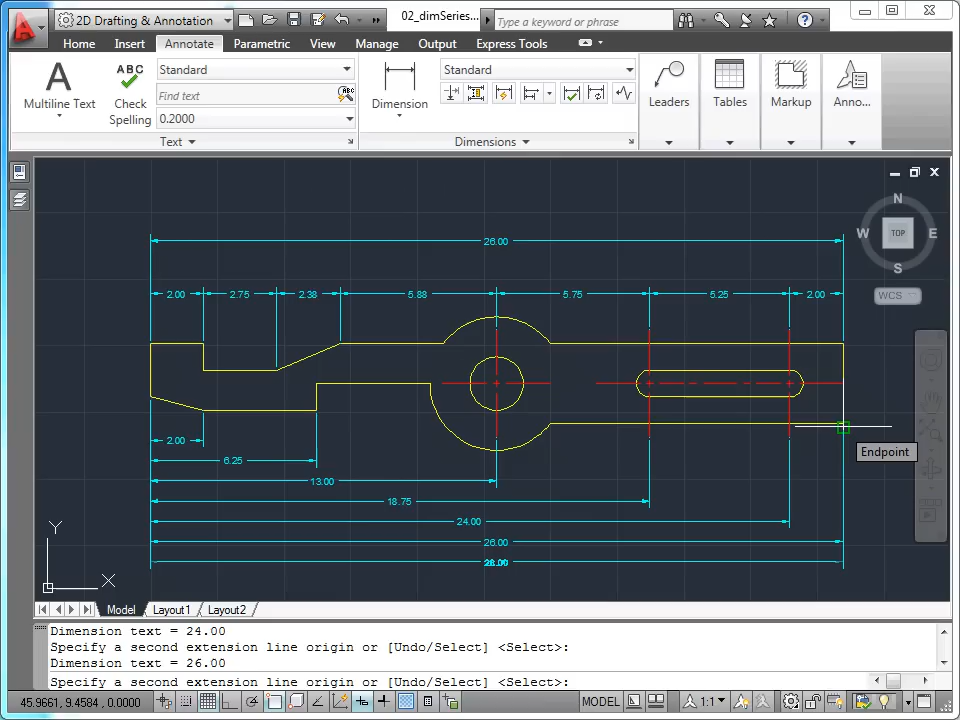 2D Drafting & Annotation
02_dimSeries...
Type a keyword or phrase
Home Insert Annotate Parametric View Manage Output Express Tools
A
Multiline Text
ABC
Check
Spelling
Standard
Find text
ABC
0.2000
Text
Dimension
Standard
Dimensions
Leaders
Tables
Markup
Anno...
N
W TOP E
S
WCS
26.00
2.00 2.75 2.38 5.88 5.75 5.25 2.00
2.00
6.25
13.00
18.75
24.00
26.00
Endpoint
Y
X
Model Layout1 Layout2
Dimension text = 24.00
Specify a second extension line origin or [Undo/Select] <Select>:
Dimension text = 26.00
Specify a second extension line origin or [Undo/Select] <Select>:
45.9661, 9.4584, 0.0000
MODEL
1:1